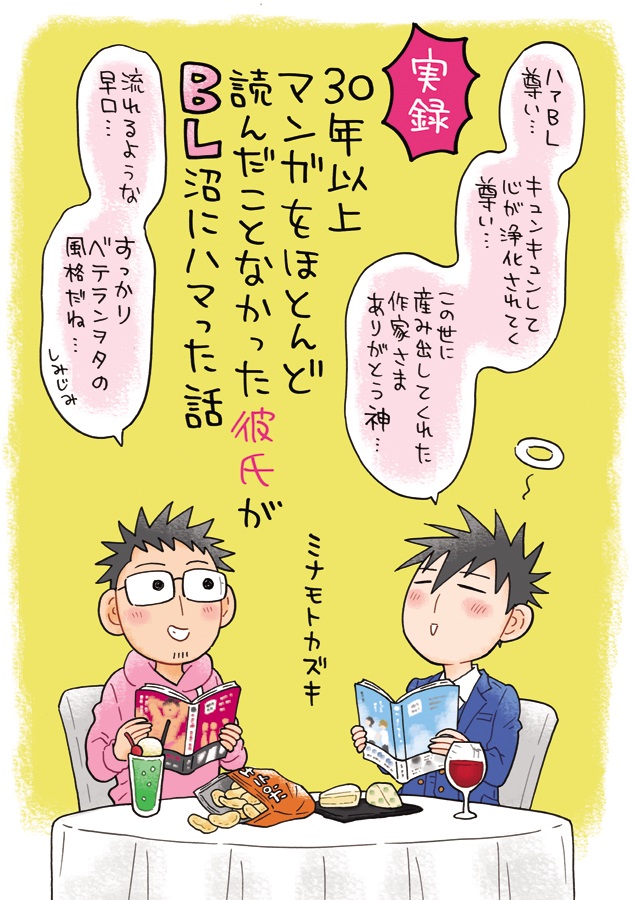 実録
30年以上
マンガをほとんど
読んだことなかった彼氏が
BL沼にハマった話
ミナモトカズキ
ハァBL
尊い…
キュンキュンして
心が浄化されてく
尊い…
この世に
産み出してくれた
作家さま
ありがとう神…
流れるような
早口…
すっかり
ベテランヲタの
風格だね…
しみじみ